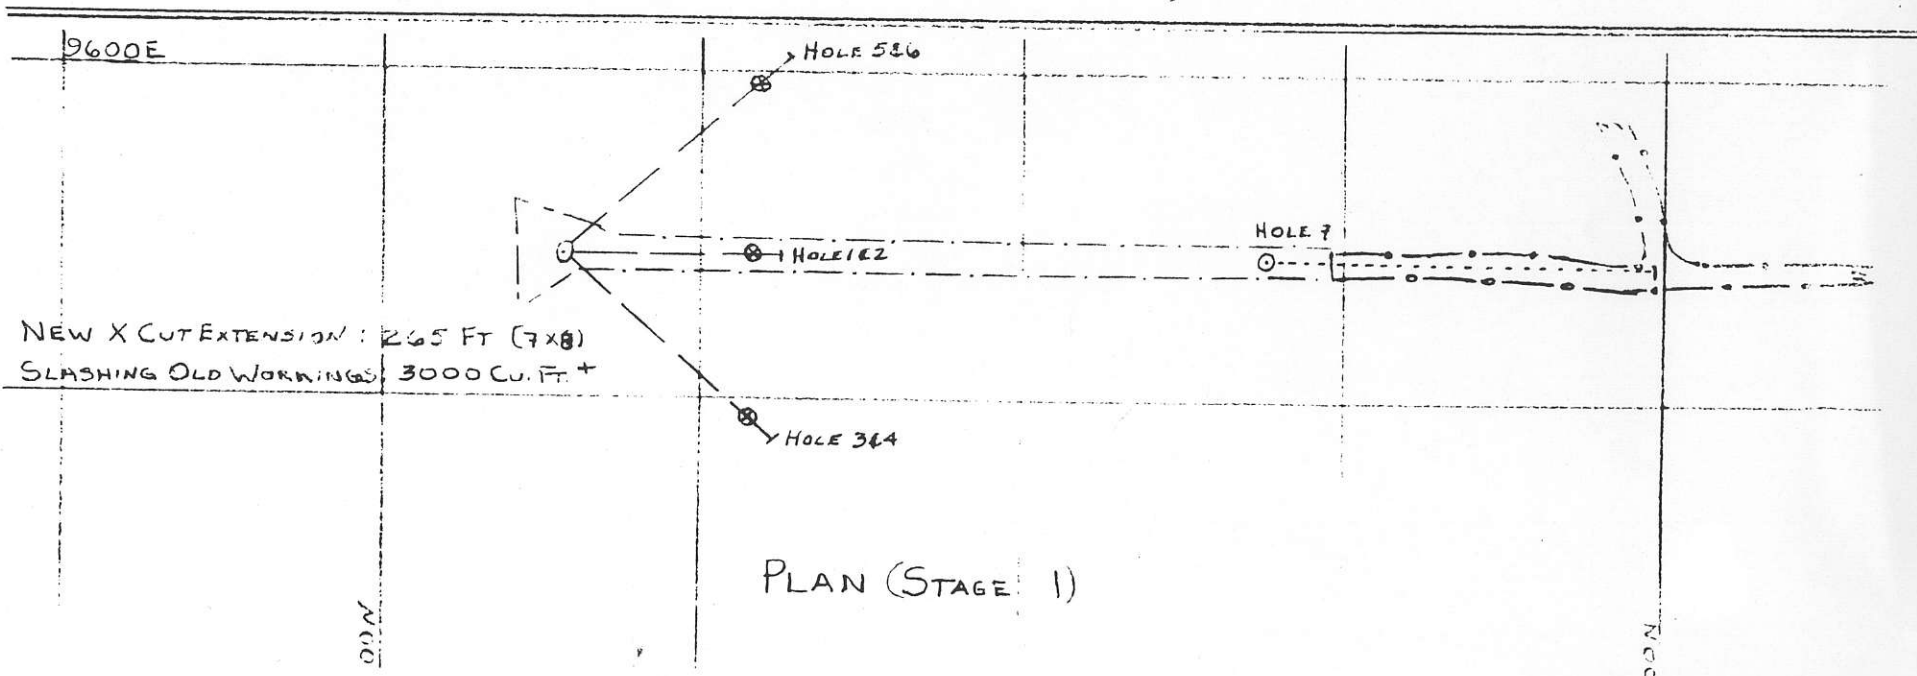 9600E
HOLE 5&6
HOLE 7
HOLE 1&2
NEW X CUT EXTENSION : 265 FT (7x8)
SLASHING OLD WORKINGS: 3000 CU. FT. +
HOLE 3&4
PLAN (STAGE 1)